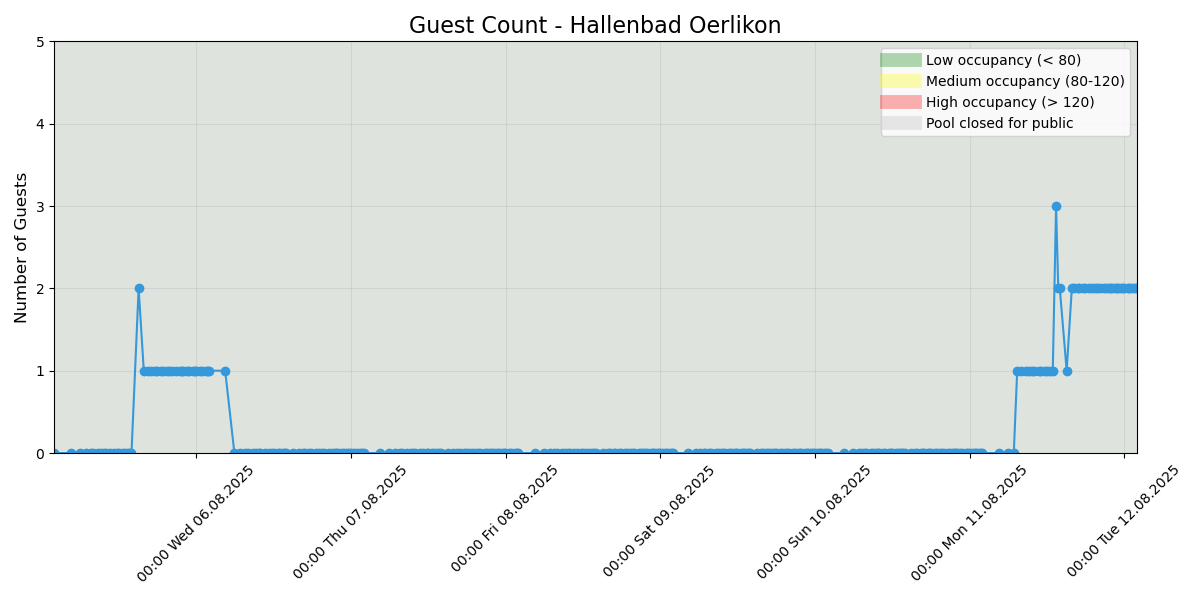 Guest Count - Hallenbad Oerlikon
Low occupancy (< 80)
Medium occupancy (80-120)
High occupancy (> 120)
Pool closed for public
Number of Guests
5
4
3
2
1
0
00:00 Wed 06.08.2025
00:00 Thu 07.08.2025
00:00 Fri 08.08.2025
00:00 Sat 09.08.2025
00:00 Sun 10.08.2025
00:00 Mon 11.08.2025
00:00 Tue 12.08.2025